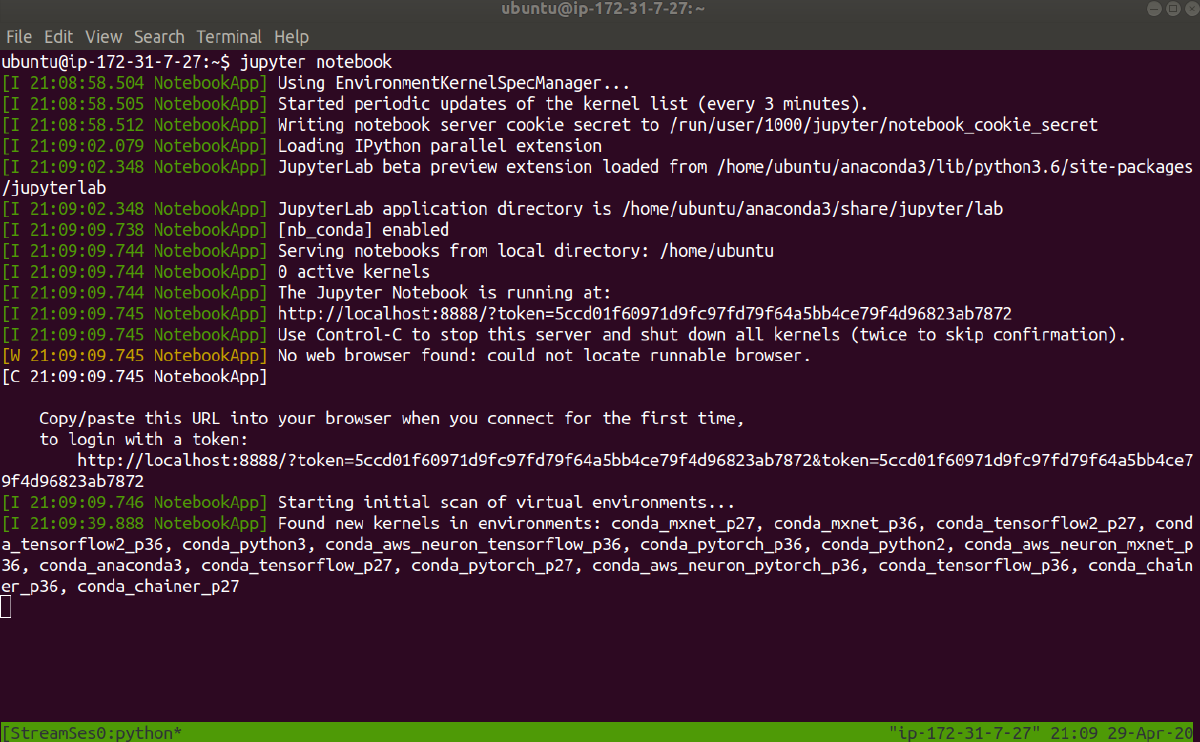 ubuntu@ip-172-31-7-27:~
File Edit View Search Terminal Help
ubuntu@ip-172-31-7-27:~$ jupyter notebook
[I 21:08:58.504 NotebookApp] Using EnvironmentKernelSpecManager...
[I 21:08:58.505 NotebookApp] Started periodic updates of the kernel list (every 3 minutes).
[I 21:08:58.512 NotebookApp] Writing notebook server cookie secret to /run/user/1000/jupyter/notebook_cookie_secret
[I 21:09:02.079 NotebookApp] Loading IPython parallel extension
[I 21:09:02.348 NotebookApp] JupyterLab beta preview extension loaded from /home/ubuntu/anaconda3/lib/python3.6/site-packages
/jupyterlab
[I 21:09:02.348 NotebookApp] JupyterLab application directory is /home/ubuntu/anaconda3/share/jupyter/lab
[I 21:09:09.738 NotebookApp] [nb_conda] enabled
[I 21:09:09.744 NotebookApp] Serving notebooks from local directory: /home/ubuntu
[I 21:09:09.744 NotebookApp] 0 active kernels
[I 21:09:09.744 NotebookApp] The Jupyter Notebook is running at:
[I 21:09:09.745 NotebookApp] http://localhost:8888/?token=5ccd01f60971d9fc97fd79f64a5bb4ce79f4d96823ab7872
[I 21:09:09.745 NotebookApp] Use Control-C to stop this server and shut down all kernels (twice to skip confirmation).
[W 21:09:09.745 NotebookApp] No web browser found: could not locate runnable browser.
[C 21:09:09.745 NotebookApp]
Copy/paste this URL into your browser when you connect for the first time,
to login with a token:
http://localhost:8888/?token=5ccd01f60971d9fc97fd79f64a5bb4ce79f4d96823ab7872&token=5ccd01f60971d9fc97fd79f64a5bb4ce7
9f4d96823ab7872
[I 21:09:09.746 NotebookApp] Starting initial scan of virtual environments...
[I 21:09:39.888 NotebookApp] Found new kernels in environments: conda_mxnet_p27, conda_mxnet_p36, conda_tensorflow2_p27, cond
a_tensorflow2_p36, conda_python3, conda_aws_neuron_tensorflow_p36, conda_pytorch_p36, conda_python2, conda_aws_neuron_mxnet_p
36, conda_anaconda3, conda_tensorflow_p27, conda_pytorch_p27, conda_aws_neuron_pytorch_p36, conda_tensorflow_p36, conda_chain
er_p36, conda_chainer_p27
[StreamSes0:python* "ip-172-31-7-27" 21:09 29-Apr-20